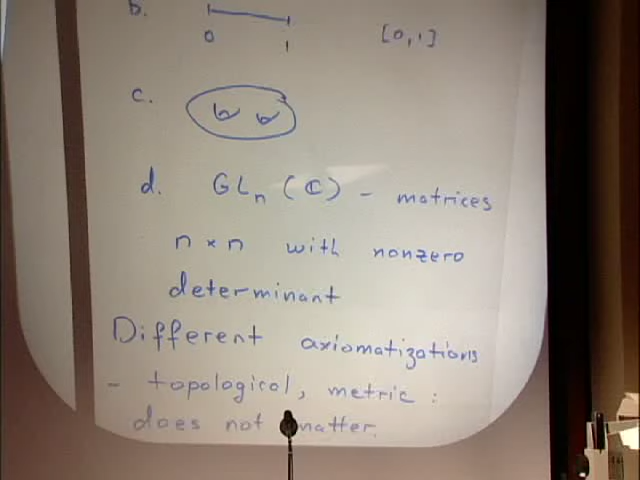 b.
0 1 [0,1]
c.
d. GLₙ (ℂ) - matrices
n × n with nonzero
determinant
Different axiomatizations
- topological, metric :
does not matter.